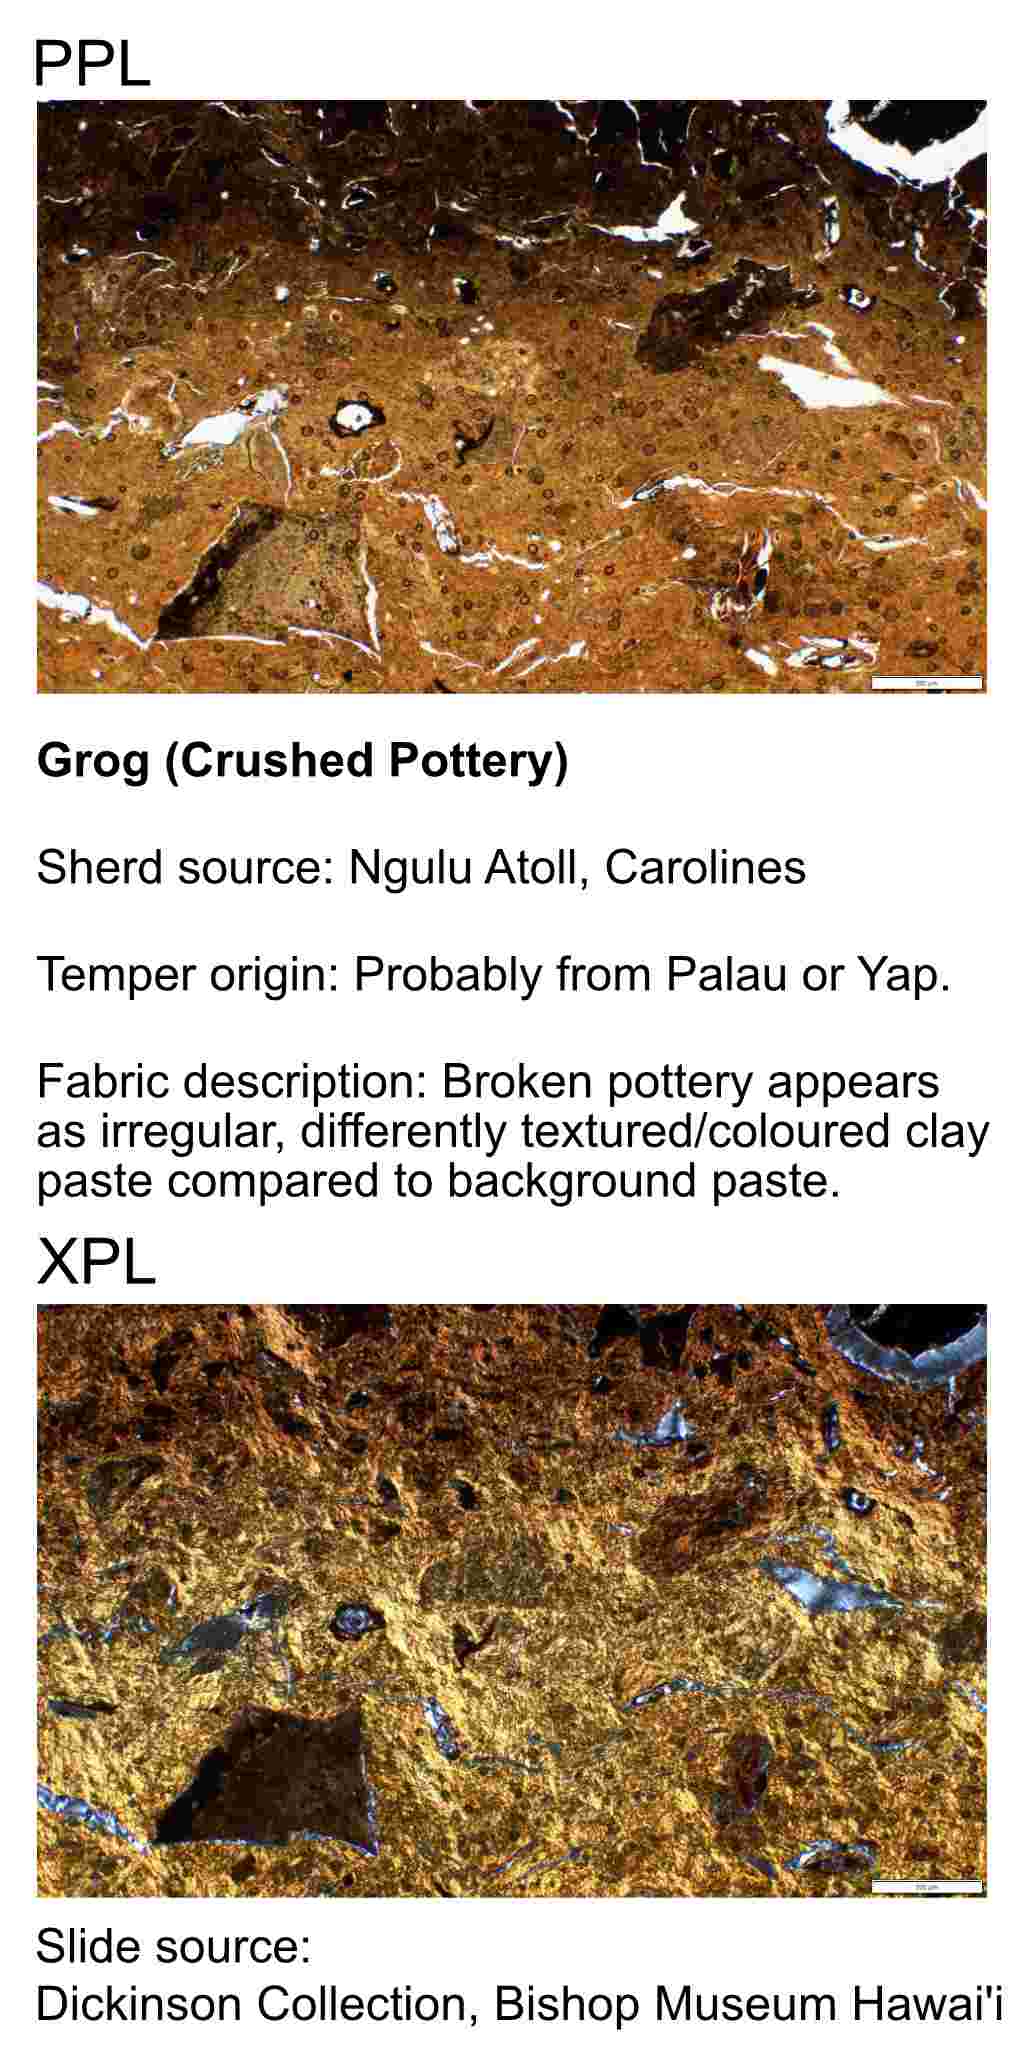 PPL
Grog (Crushed Pottery)
Sherd source: Ngulu Atoll, Carolines
Temper origin: Probably from Palau or Yap.
Fabric description: Broken pottery appears
as irregular, differently textured/coloured clay
paste compared to background paste.
XPL
Slide source:
Dickinson Collection, Bishop Museum Hawai'i